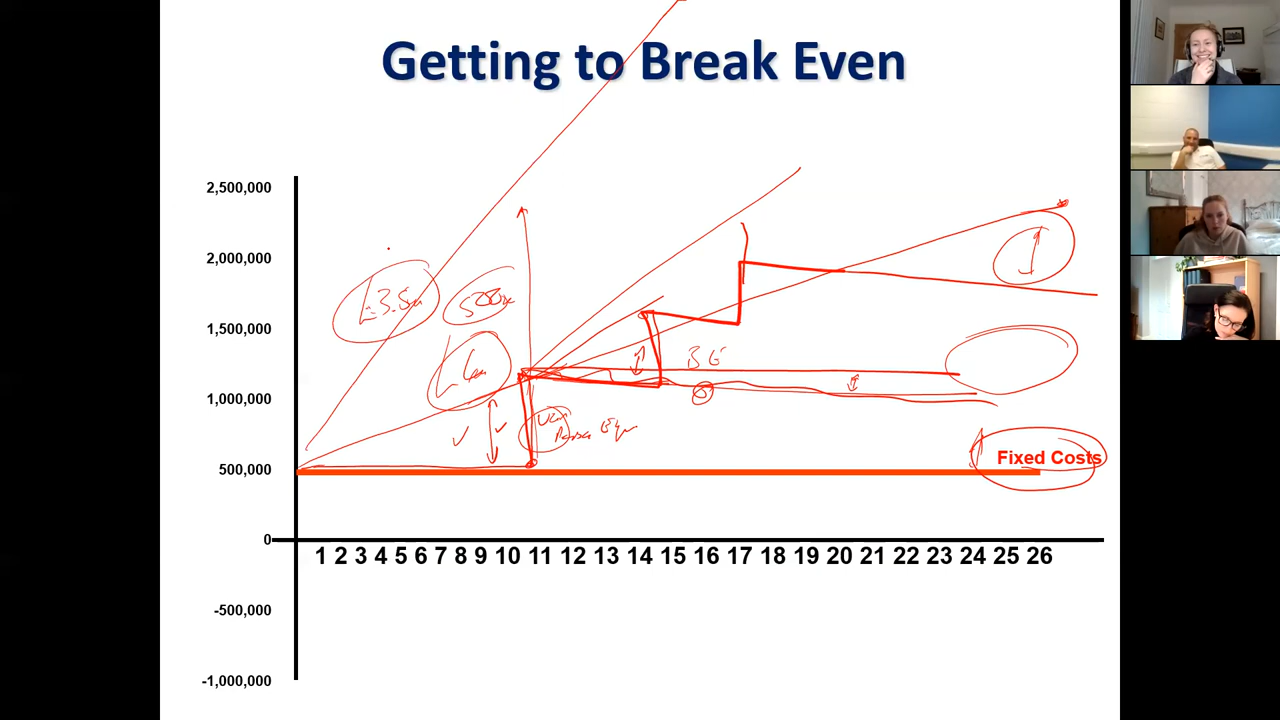 Getting to Break Even
2,500,000
2,000,000
1,500,000
1,000,000
500,000
0
-500,000
-1,000,000
1 2 3 4 5 6 7 8 9 10 11 12 13 14 15 16 17 18 19 20 21 22 23 24 25 26
Fixed Costs
BE